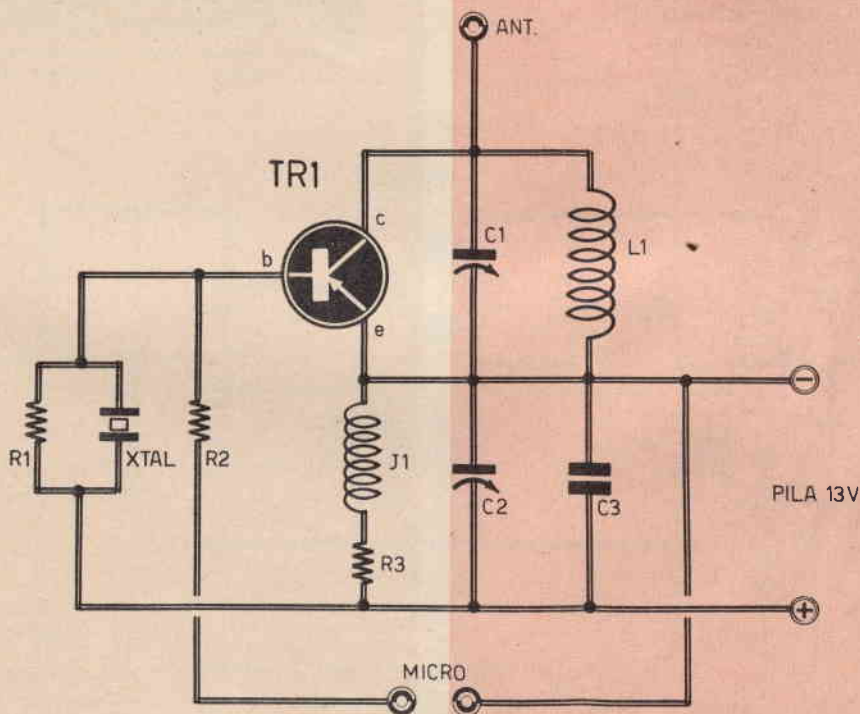 ANT.
TR1
c
b
e
C1
L1
R1
XTAL
R2
J1
C2
C3
R3
PILA 13V
MICRO
−
+